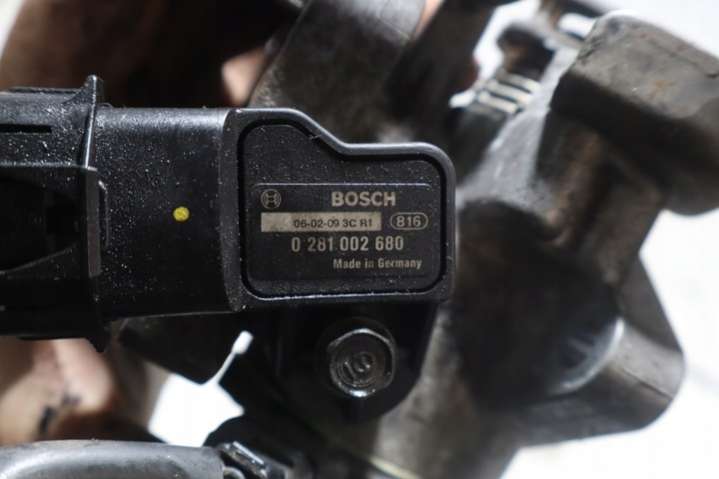 BOSCH
06-02-09 3C R1 B16
0 281 002 680
Made in Germany